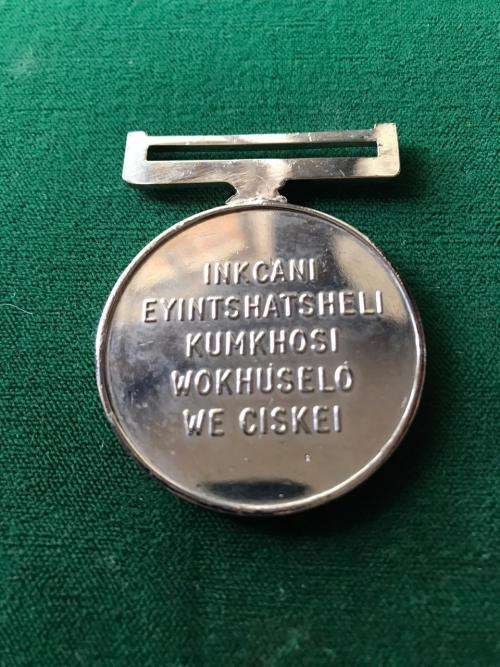 INKCANI
EYINTSHATSHELI
KUMKHOSI
WOKHUSELO
WE CISKEI